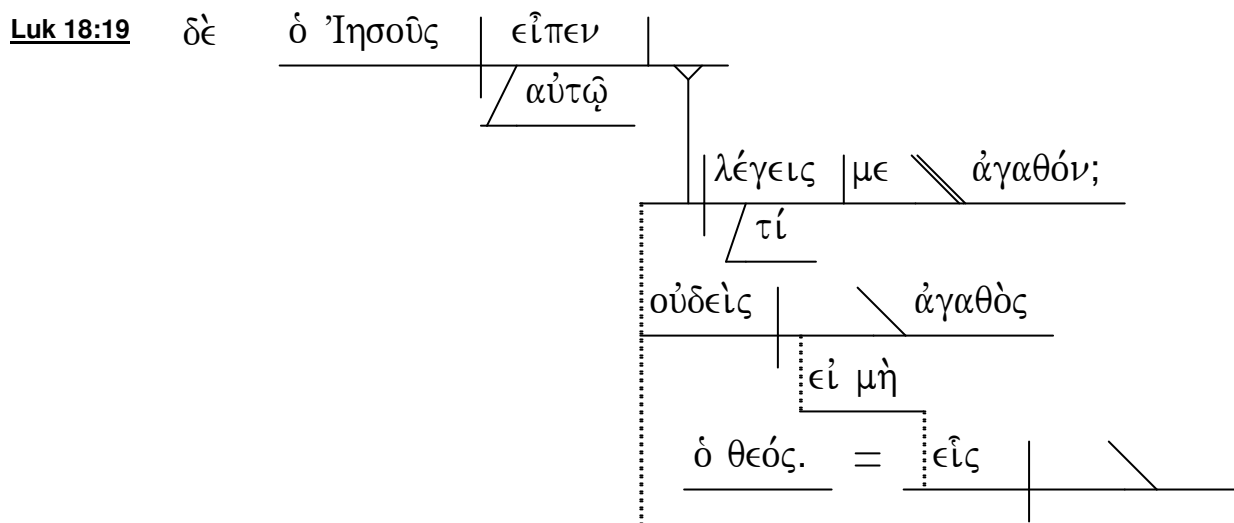 Luk 18:19 δὲ ὁ Ἰησοῦς εἶπεν
αὐτῷ
λέγεις με ἀγαθόν;
τί
οὐδεὶς ἀγαθὸς
εἰ μὴ
ὁ θεός. = εἷς